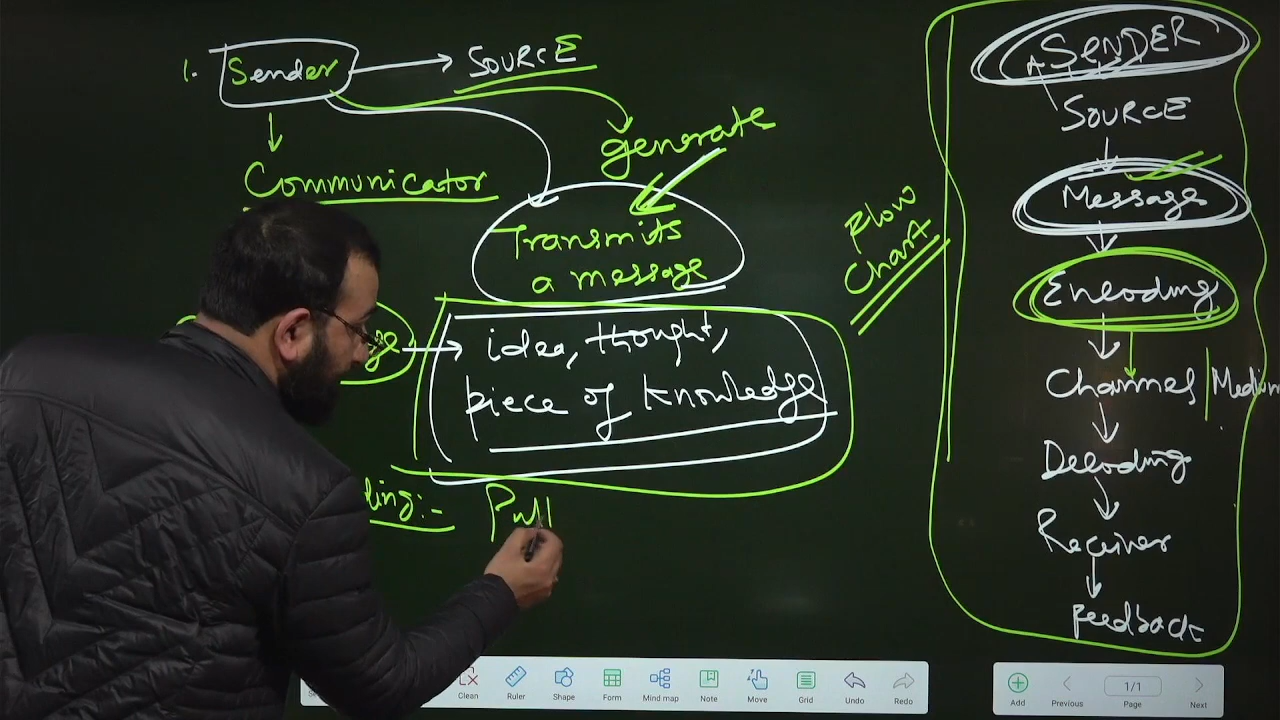 1. Sender → SOURCE
generate
Communicator
Transmits
a message
idea, thought,
piece of knowledge
:- Pull
Flow
Chart
SENDER
SOURCE
Message
Encoding
Channel | Medium
Decoding
Receiver
Feedback
Clean
Ruler
Shape
Form
Mind map
Note
Move
Grid
Undo
Redo
Add
Previous
1/1
Page
Next